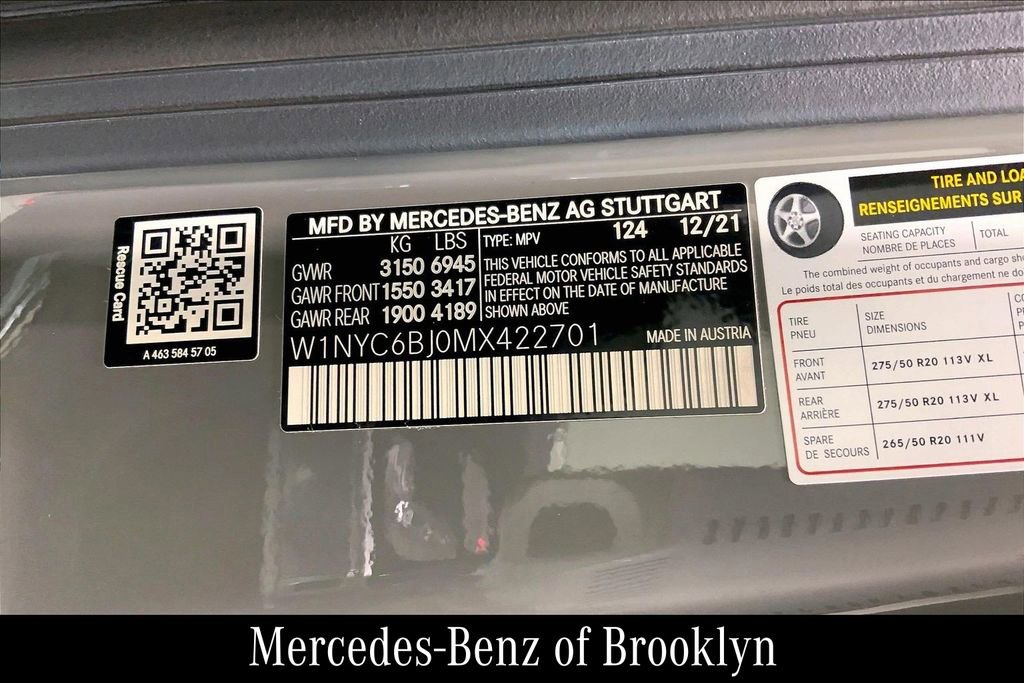 Rescue Card
A 463 584 57 05
MFD BY MERCEDES-BENZ AG STUTTGART
KG LBS
GVWR 3150 6945
GAWR FRONT 1550 3417
GAWR REAR 1900 4189
TYPE: MPV 124 12/21
THIS VEHICLE CONFORMS TO ALL APPLICABLE
FEDERAL MOTOR VEHICLE SAFETY STANDARDS
IN EFFECT ON THE DATE OF MANUFACTURE
SHOWN ABOVE
W1NYC6BJ0MX422701
MADE IN AUSTRIA
TIRE AND LOA
RENSEIGNEMENTS SUR
SEATING CAPACITY
NOMBRE DE PLACES
TOTAL
The combined weight of occupants and cargo sho
Le poids total des occupants et du chargement ne do
TIRE
PNEU
SIZE
DIMENSIONS
FRONT
AVANT
275/50 R20 113V XL
REAR
ARRIÈRE
275/50 R20 113V XL
SPARE
DE SECOURS
265/50 R20 111V
Mercedes-Benz of Brooklyn